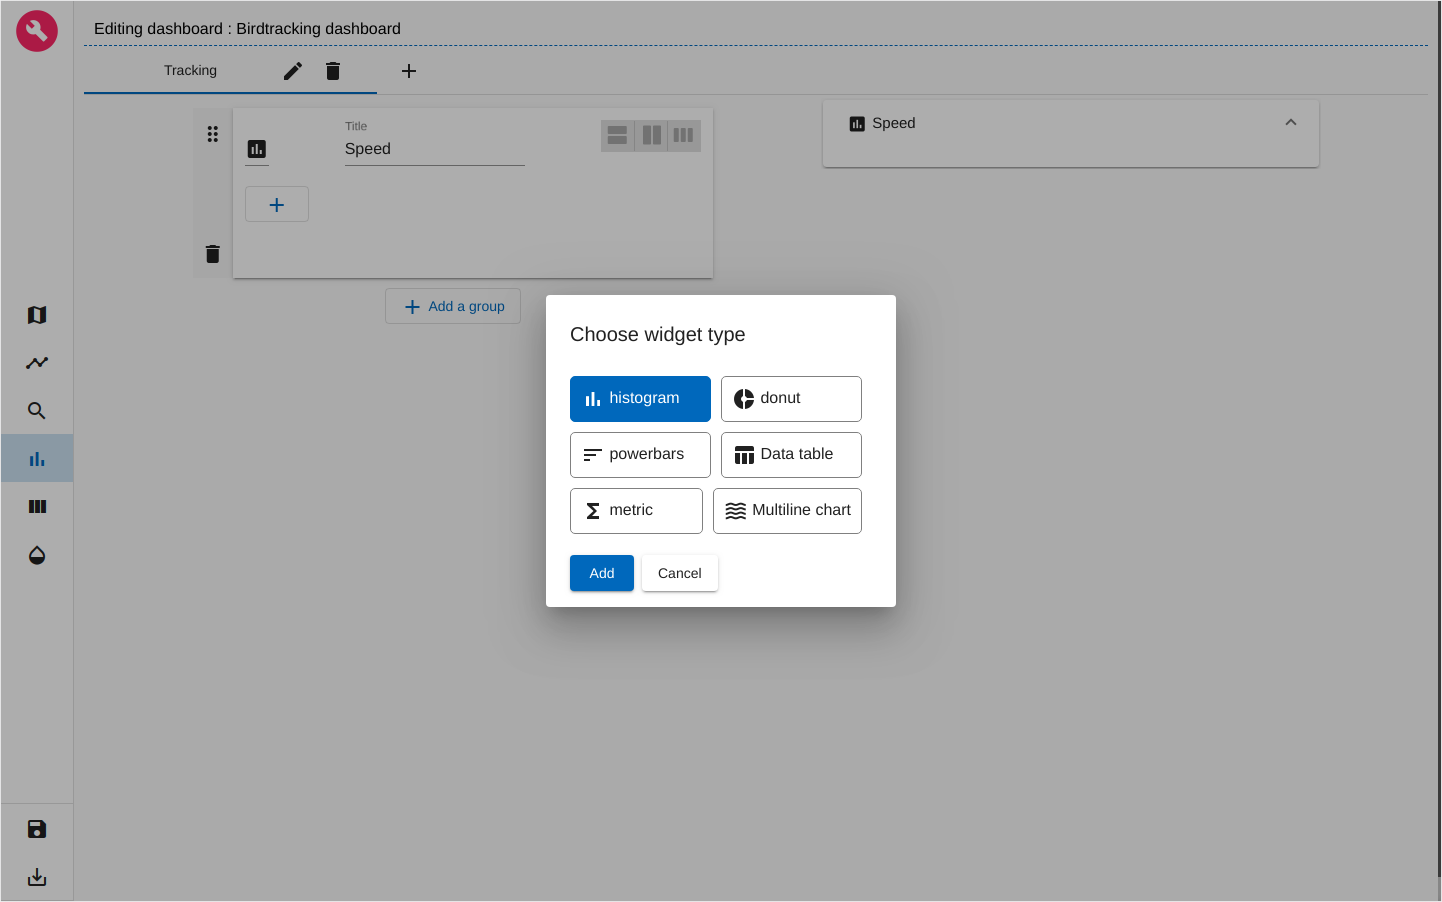 Editing dashboard : Birdtracking dashboard
Tracking
Title
Speed
Speed
Add a group
Choose widget type
histogram
donut
powerbars
Data table
metric
Multiline chart
Add
Cancel